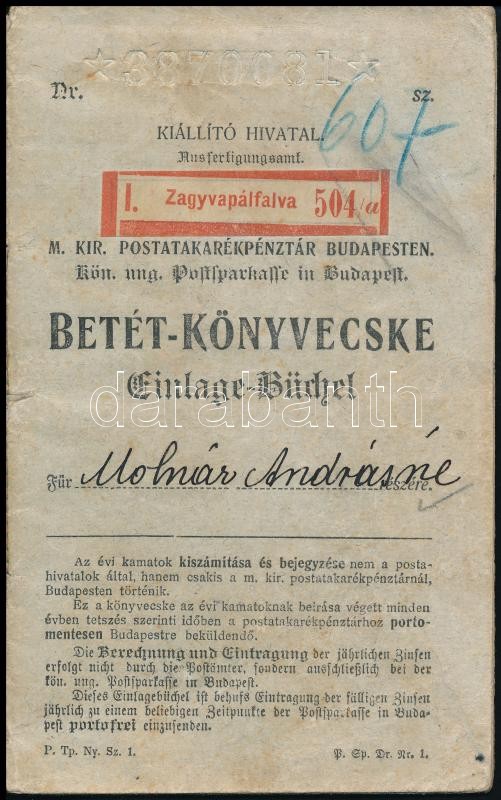 ★3870081★
Nr. sz.
607
KIÁLLÍTÓ HIVATAL.
Ausfertigungsamt.
I. Zagyvapálfalva 504/a
M. KIR. POSTATAKARÉKPÉNZTÁR BUDAPESTEN.
Kön. ung. Postsparkasse in Budapest.
BETÉT-KÖNYVECSKE
Einlage-Büchel
darabanth
Für Molnár Andrásné részére.
Az évi kamatok kiszámítása és bejegyzése nem a posta-
hivatalok által, hanem csakis a m. kir. postatakarékpénztárnál,
Budapesten történik.
Ez a könyvecske az évi kamatoknak beirása végett minden
évben tetszés szerinti időben a postatakarékpénztárhoz porto-
mentesen Budapestre beküldendő.
Die Berechnung und Eintragung der jährlichen Zinsen
erfolgt nicht durch die Postämter, sondern ausschließlich bei der
kön. ung. Postsparkasse in Budapest.
Dieses Einlagebüchel ist behufs Eintragung der fälligen Zinsen
jährlich zu einem beliebigen Zeitpunkte der Postsparkasse in Buda-
pest portofrei einzusenden.
P. Tp. Ny. Sz. 1. P. Sp. Dr. Nr. 1.